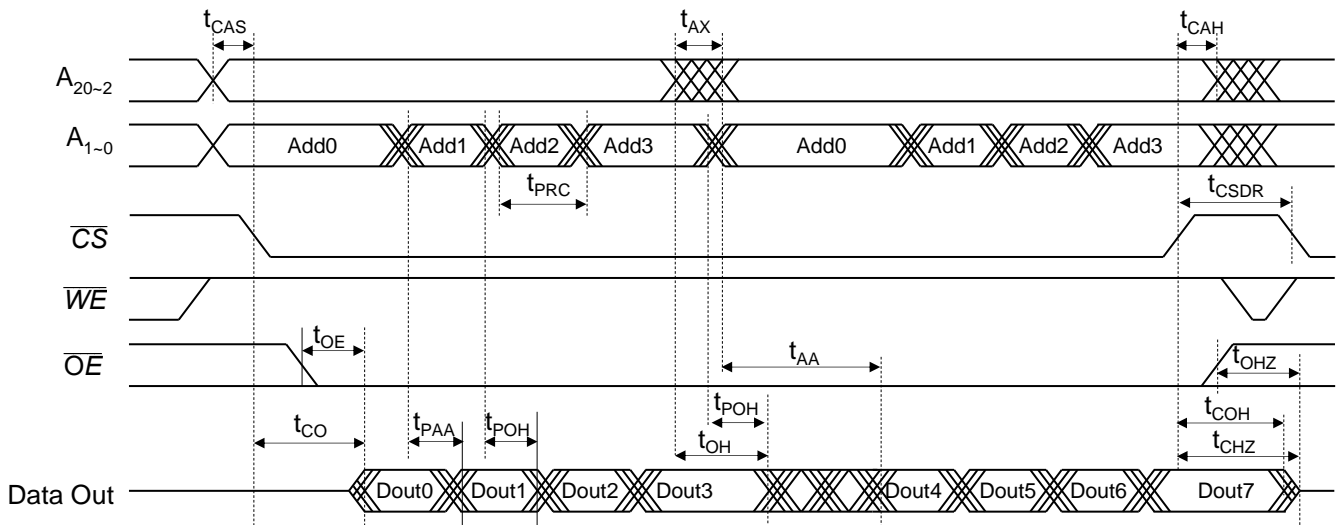 tCAS tAX tCAH
A20~2
A1~0 Add0 Add1 Add2 Add3 Add0 Add1 Add2 Add3
tPRC tCSDR
CS
WE
OE tOE tAA tOHZ
tCO tPAA tPOH tPOH tOH tCOH tCHZ
Data Out Dout0 Dout1 Dout2 Dout3 Dout4 Dout5 Dout6 Dout7